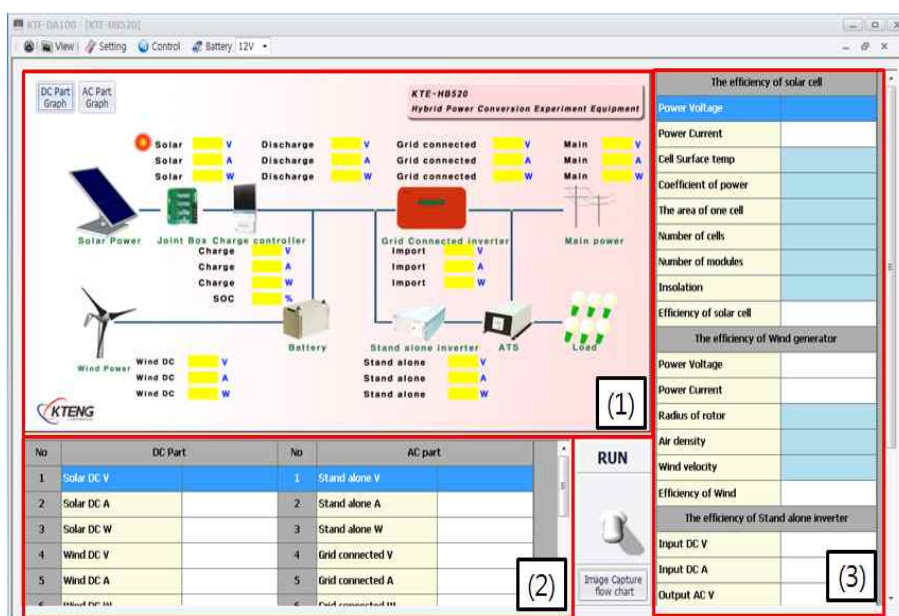 KTE-DA100 - [KTE-HB520]
View Setting Control Battery 12V
DC Part Graph
AC Part Graph
KTE-HB520
Hybrid Power Conversion Experiment Equipment
Solar V Discharge V Grid connected V Main V
Solar A Discharge A Grid connected A Main A
Solar W Discharge W Grid connected W Main W
Solar Power Joint Box Charge controller Grid Connected inverter Main power
Charge V Import V
Charge A Import A
Charge W Import W
SOC %
Battery Stand alone inverter ATS Load
Wind Power
Wind DC V Stand alone V
Wind DC A Stand alone A
Wind DC W Stand alone W
KTENG
(1)
No DC Part No AC part
1 Solar DC V 1 Stand alone V
2 Solar DC A 2 Stand alone A
3 Solar DC W 3 Stand alone W
4 Wind DC V 4 Grid connected V
5 Wind DC A 5 Grid connected A
6 Wind DC W 6 Grid connected W
(2)
RUN
Image Capture
flow chart
The efficiency of solar cell
Power Voltage
Power Current
Cell Surface temp
Coefficient of power
The area of one cell
Number of cells
Number of modules
Insolation
Efficiency of solar cell
The efficiency of Wind generator
Power Voltage
Power Current
Radius of rotor
Air density
Wind velocity
Efficiency of Wind
The efficiency of Stand alone inverter
Input DC V
Input DC A
Output AC V
(3)